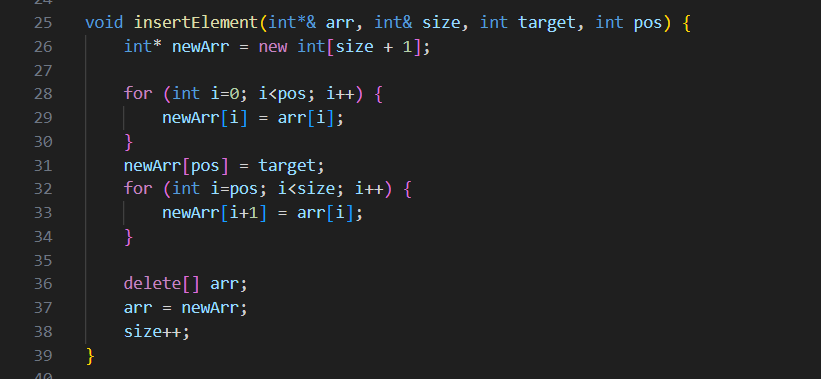 24
25 void insertElement(int*& arr, int& size, int target, int pos) {
26 int* newArr = new int[size + 1];
27
28 for (int i=0; i<pos; i++) {
29 newArr[i] = arr[i];
30 }
31 newArr[pos] = target;
32 for (int i=pos; i<size; i++) {
33 newArr[i+1] = arr[i];
34 }
35
36 delete[] arr;
37 arr = newArr;
38 size++;
39 }
40